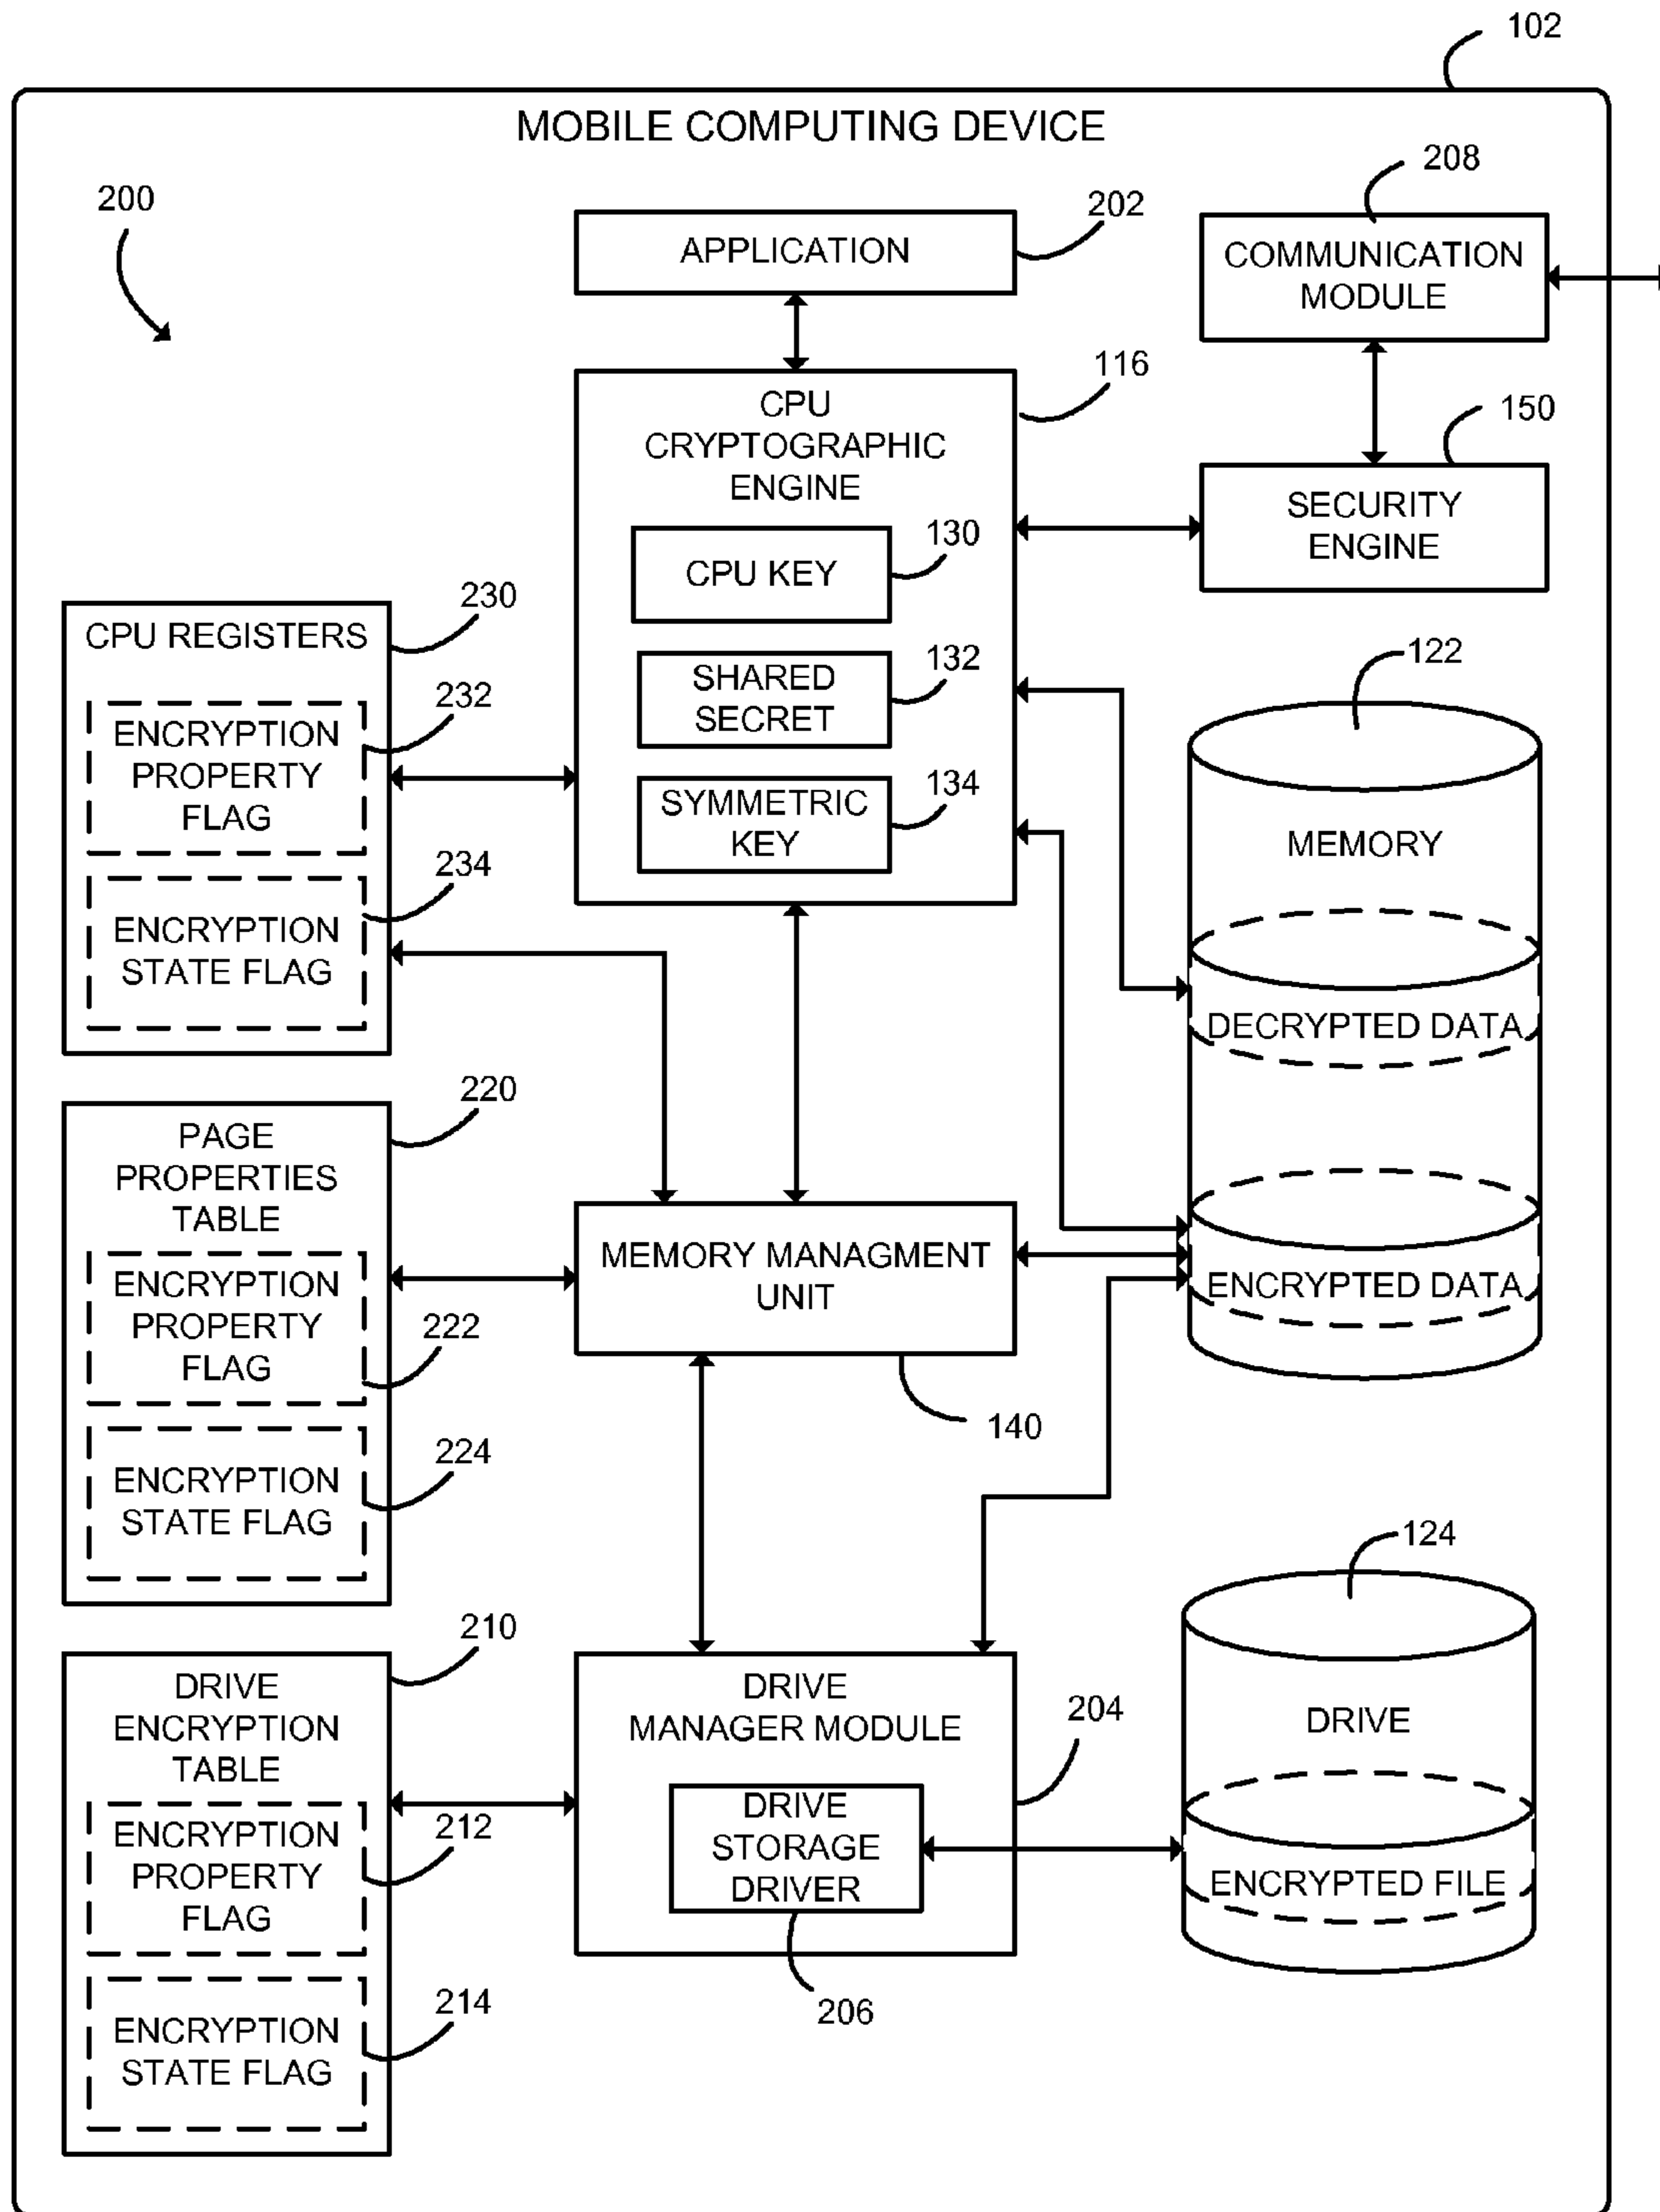 102
MOBILE COMPUTING DEVICE
200
APPLICATION
202
208
COMMUNICATION
MODULE
116
CPU
CRYPTOGRAPHIC
ENGINE
CPU KEY
130
SHARED
SECRET
132
SYMMETRIC
KEY
134
150
SECURITY
ENGINE
230
CPU REGISTERS
232
ENCRYPTION
PROPERTY
FLAG
234
ENCRYPTION
STATE FLAG
122
MEMORY
DECRYPTED DATA
ENCRYPTED DATA
220
PAGE
PROPERTIES
TABLE
ENCRYPTION
PROPERTY
FLAG
222
224
ENCRYPTION
STATE FLAG
MEMORY MANAGMENT
UNIT
140
210
DRIVE
ENCRYPTION
TABLE
ENCRYPTION
PROPERTY
FLAG
212
214
ENCRYPTION
STATE FLAG
DRIVE
MANAGER MODULE
204
DRIVE
STORAGE
DRIVER
206
124
DRIVE
ENCRYPTED FILE